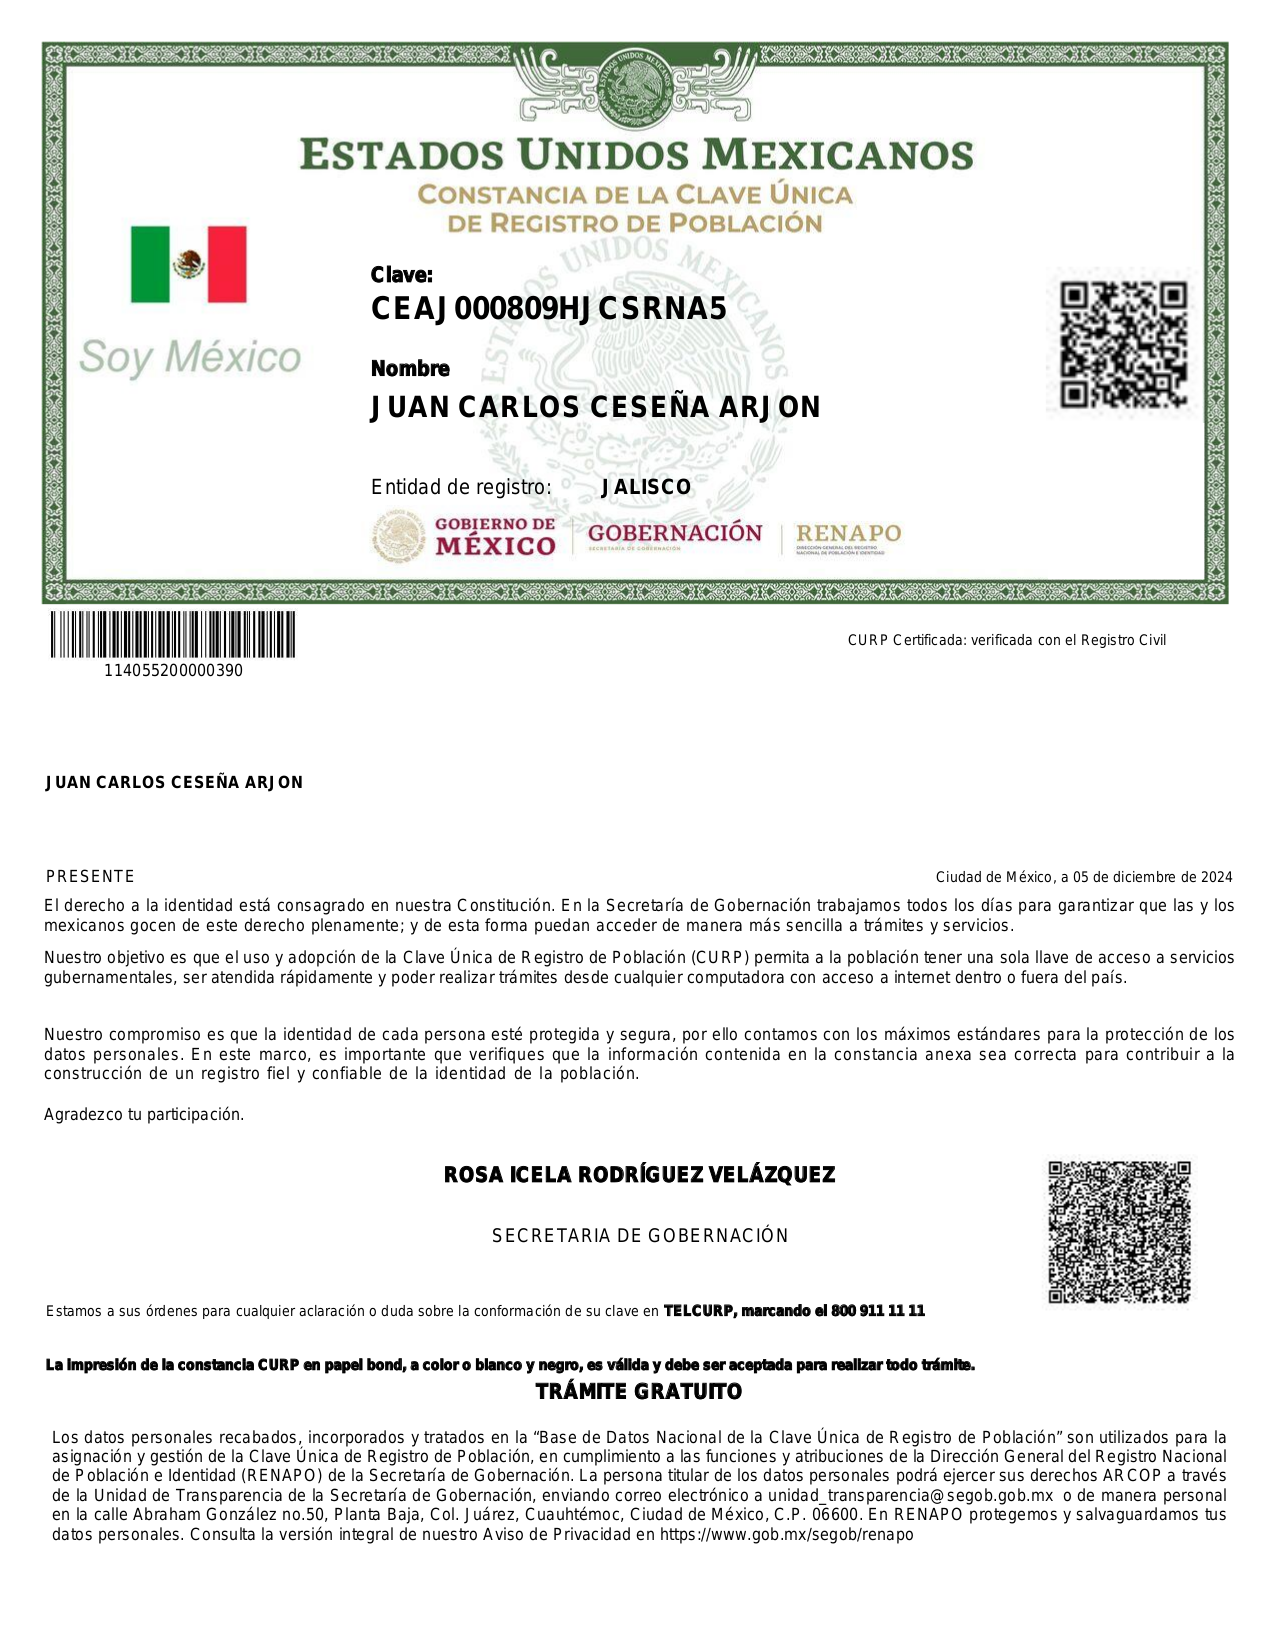 ESTADOS UNIDOS MEXICANOS
ESTADOS UNIDOS MEXICANOS
CONSTANCIA DE LA CLAVE ÚNICA
DE REGISTRO DE POBLACIÓN
ESTADOS UNIDOS MEXICANOS
Soy México
Clave:
CEAJ000809HJCSRNA5
Nombre
JUAN CARLOS CESEÑA ARJON
Entidad de registro: JALISCO
GOBIERNO DE
MÉXICO
GOBERNACIÓN
SECRETARÍA DE GOBERNACIÓN
RENAPO
DIRECCIÓN GENERAL DEL REGISTRO
NACIONAL DE POBLACIÓN E IDENTIDAD
114055200000390
CURP Certificada: verificada con el Registro Civil
JUAN CARLOS CESEÑA ARJON
PRESENTE
Ciudad de México, a 05 de diciembre de 2024
El derecho a la identidad está consagrado en nuestra Constitución. En la Secretaría de Gobernación trabajamos todos los días para garantizar que las y los
mexicanos gocen de este derecho plenamente; y de esta forma puedan acceder de manera más sencilla a trámites y servicios.
Nuestro objetivo es que el uso y adopción de la Clave Única de Registro de Población (CURP) permita a la población tener una sola llave de acceso a servicios
gubernamentales, ser atendida rápidamente y poder realizar trámites desde cualquier computadora con acceso a internet dentro o fuera del país.
Nuestro compromiso es que la identidad de cada persona esté protegida y segura, por ello contamos con los máximos estándares para la protección de los
datos personales. En este marco, es importante que verifiques que la información contenida en la constancia anexa sea correcta para contribuir a la
construcción de un registro fiel y confiable de la identidad de la población.
Agradezco tu participación.
ROSA ICELA RODRÍGUEZ VELÁZQUEZ
SECRETARIA DE GOBERNACIÓN
Estamos a sus órdenes para cualquier aclaración o duda sobre la conformación de su clave en TELCURP, marcando el 800 911 11 11
La impresión de la constancia CURP en papel bond, a color o blanco y negro, es válida y debe ser aceptada para realizar todo trámite.
TRÁMITE GRATUITO
Los datos personales recabados, incorporados y tratados en la “Base de Datos Nacional de la Clave Única de Registro de Población” son utilizados para la
asignación y gestión de la Clave Única de Registro de Población, en cumplimiento a las funciones y atribuciones de la Dirección General del Registro Nacional
de Población e Identidad (RENAPO) de la Secretaría de Gobernación. La persona titular de los datos personales podrá ejercer sus derechos ARCOP a través
de la Unidad de Transparencia de la Secretaría de Gobernación, enviando correo electrónico a unidad_transparencia@segob.gob.mx o de manera personal
en la calle Abraham González no.50, Planta Baja, Col. Juárez, Cuauhtémoc, Ciudad de México, C.P. 06600. En RENAPO protegemos y salvaguardamos tus
datos personales. Consulta la versión integral de nuestro Aviso de Privacidad en https://www.gob.mx/segob/renapo